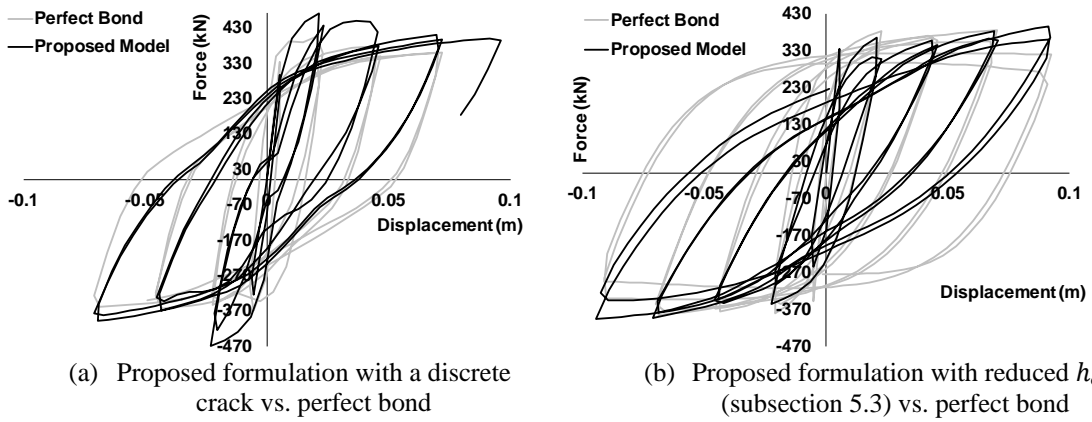 Perfect Bond
Proposed Model
Force (kN)
430
330
230
130
30
-70
-170
-270
-370
-470
-0.1
-0.05
0
0.05
0.1
Displacement (m)
(a) Proposed formulation with a discrete
crack vs. perfect bond
Perfect Bond
Proposed Model
Force (kN)
430
330
230
130
30
-70
-170
-270
-370
-470
-0.1
-0.05
0
0.05
0.1
Displacement (m)
(b) Proposed formulation with reduced
(subsection 5.3) vs. perfect bond